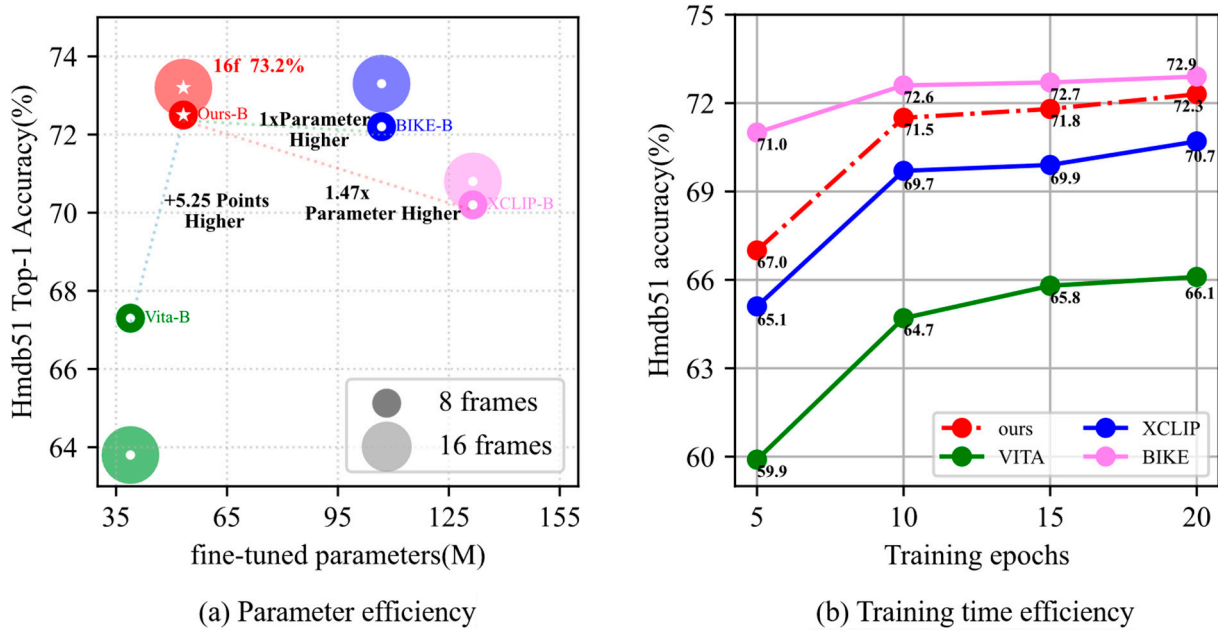 Hmdb51 Top-1 Accuracy(%)
74
72
70
68
66
64
16f 73.2%
Ours-B
1xParameter
Higher
BIKE-B
+5.25 Points
Higher
1.47x
Parameter Higher
XCLIP-B
Vita-B
8 frames
16 frames
35
65
95
125
155
fine-tuned parameters(M)
(a) Parameter efficiency
Hmdb51 accuracy(%)
75
72
69
66
63
60
71.0
72.6
72.7
72.9
67.0
71.5
71.8
72.3
65.1
69.7
69.9
70.7
59.9
64.7
65.8
66.1
ours
VITA
XCLIP
BIKE
5
10
15
20
Training epochs
(b) Training time efficiency